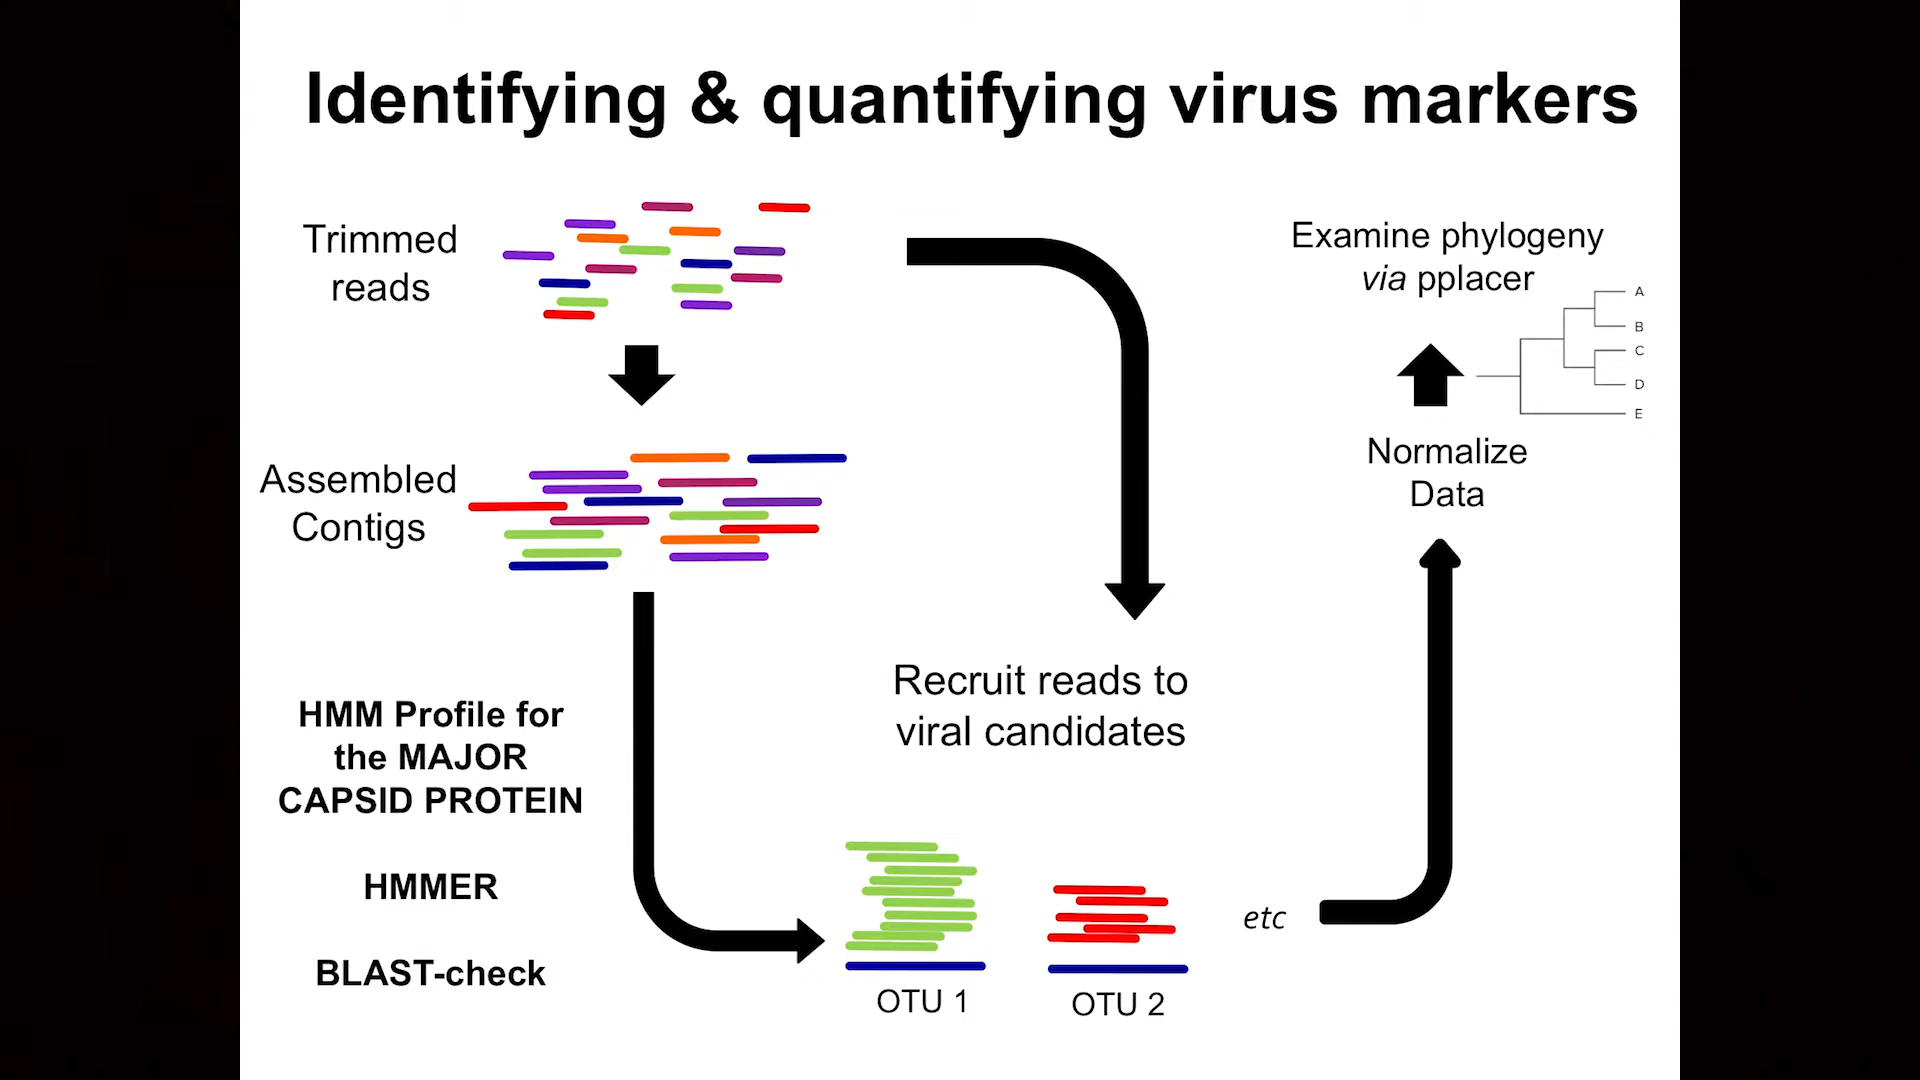 Identifying & quantifying virus markers
Trimmed
reads
Assembled
Contigs
HMM Profile for
the MAJOR
CAPSID PROTEIN
HMMER
BLAST-check
Recruit reads to
viral candidates
OTU 1
OTU 2
etc
Normalize
Data
Examine phylogeny
via pplacer
A
B
C
D
E